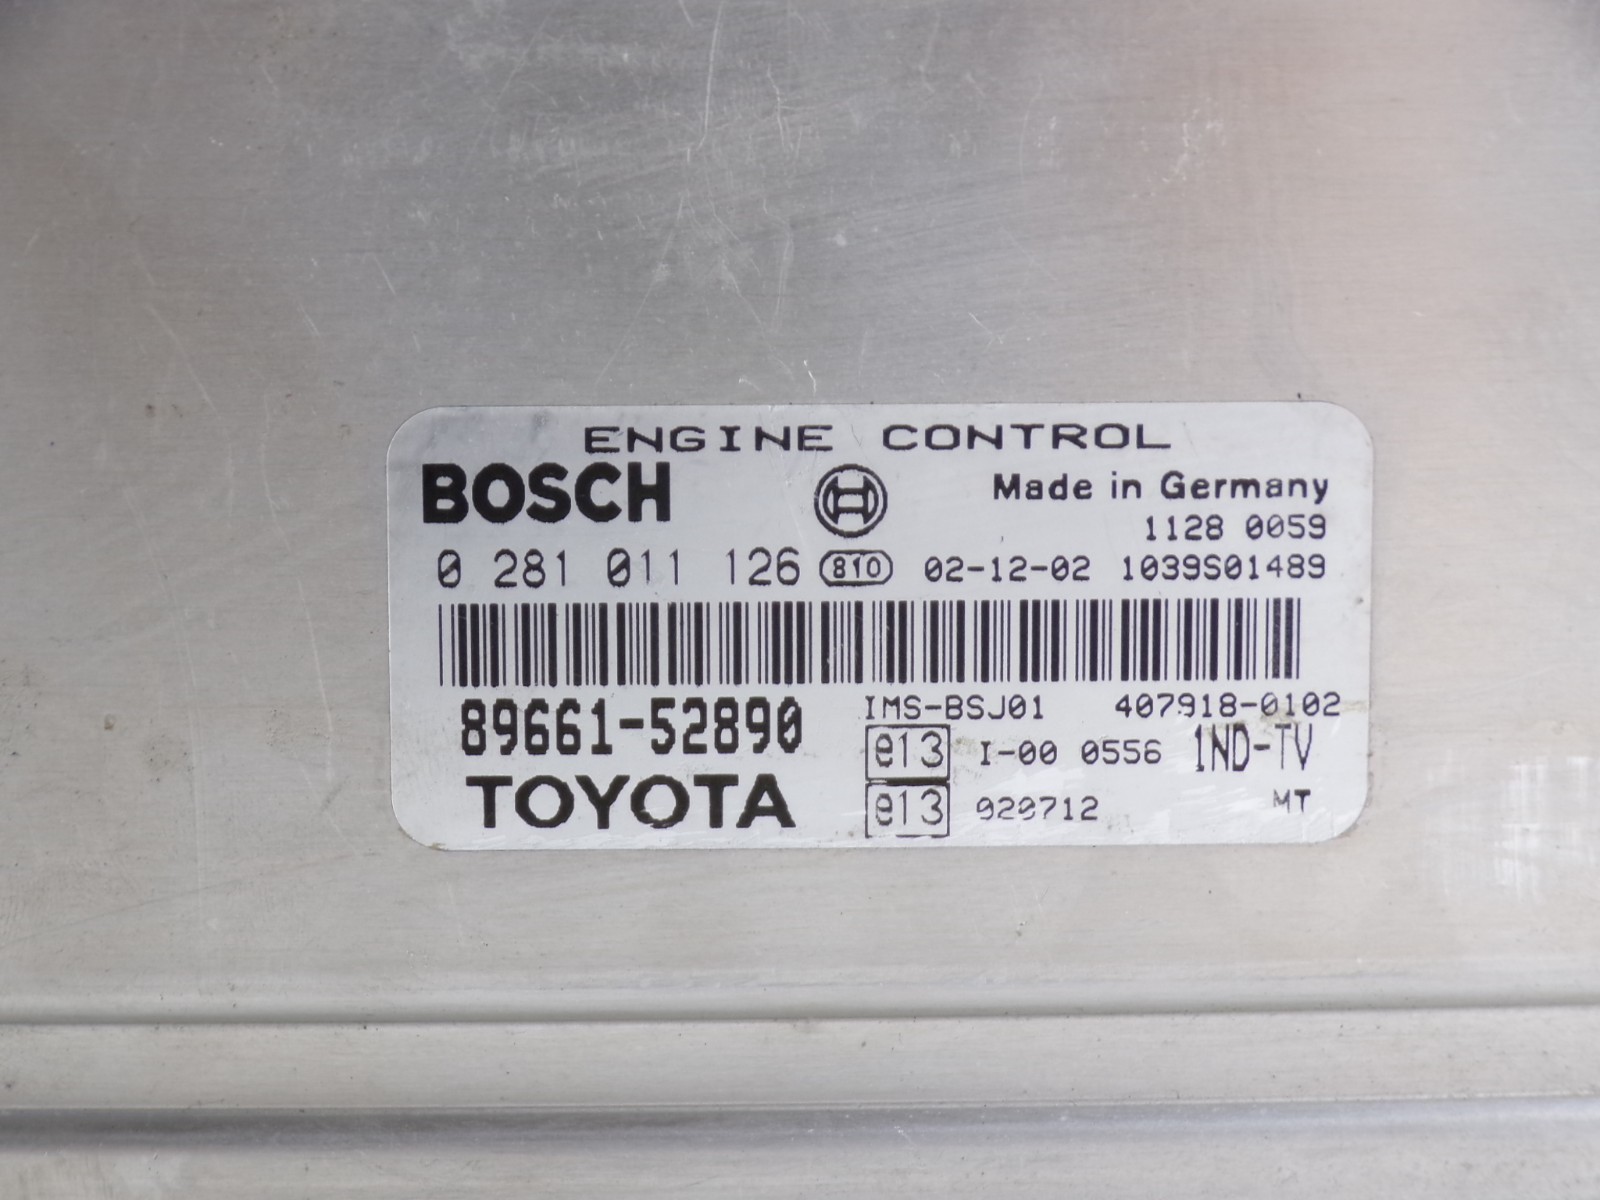 ENGINE CONTROL
BOSCH
Made in Germany
1128 0059
0 281 011 126 810 02-12-02 1039S01489
89661-52890 IMS-BSJ01 407918-0102
e13 I-00 0556 1ND-TV
TOYOTA e13 020712 MT